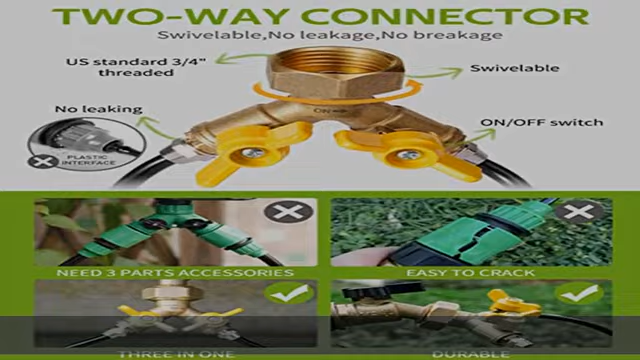 TWO-WAY CONNECTOR
Swivelable,No leakage,No breakage
US standard 3/4"
threaded
Swivelable
No leaking
ON/OFF switch
ON
PLASTIC
INTERFACE
NEED 3 PARTS ACCESSORIES
EASY TO CRACK
THREE IN ONE
DURABLE